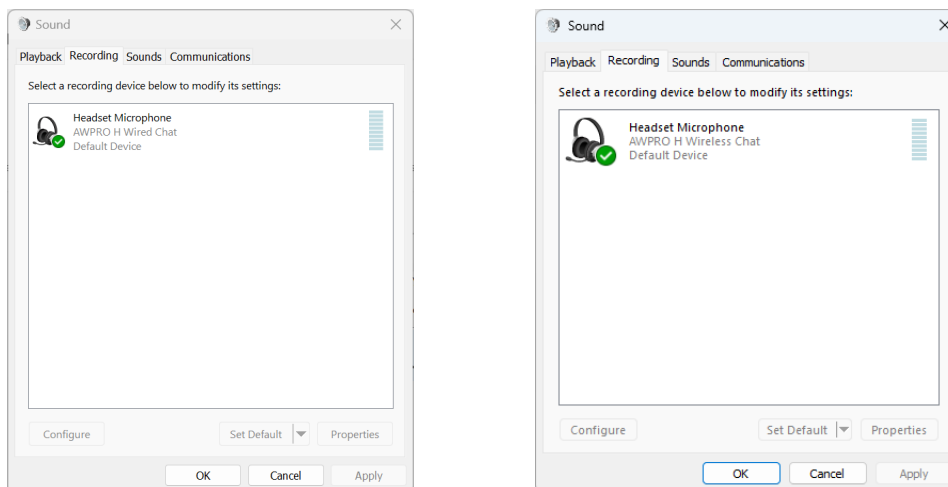 Sound
Playback Recording Sounds Communications
Select a recording device below to modify its settings:
Headset Microphone
AWPRO H Wired Chat
Default Device
Configure Set Default Properties
OK Cancel Apply
Sound
Playback Recording Sounds Communications
Select a recording device below to modify its settings:
Headset Microphone
AWPRO H Wireless Chat
Default Device
Configure Set Default Properties
OK Cancel Apply